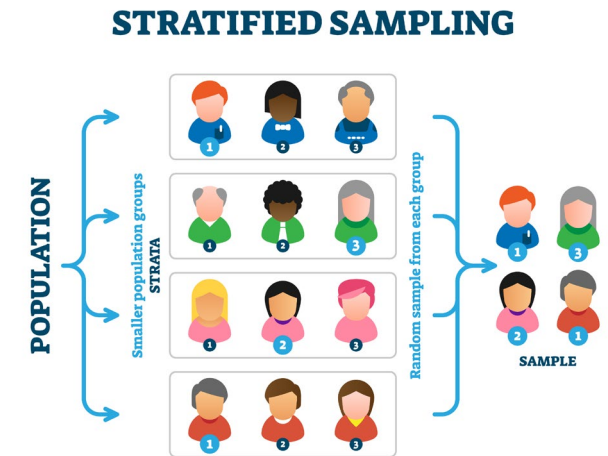 STRATIFIED SAMPLING
POPULATION
Smaller population groups
STRATA
1 2 3
1 2 3
1 2 3
1 2 3
Random sample from each group
1 3
2 1
SAMPLE